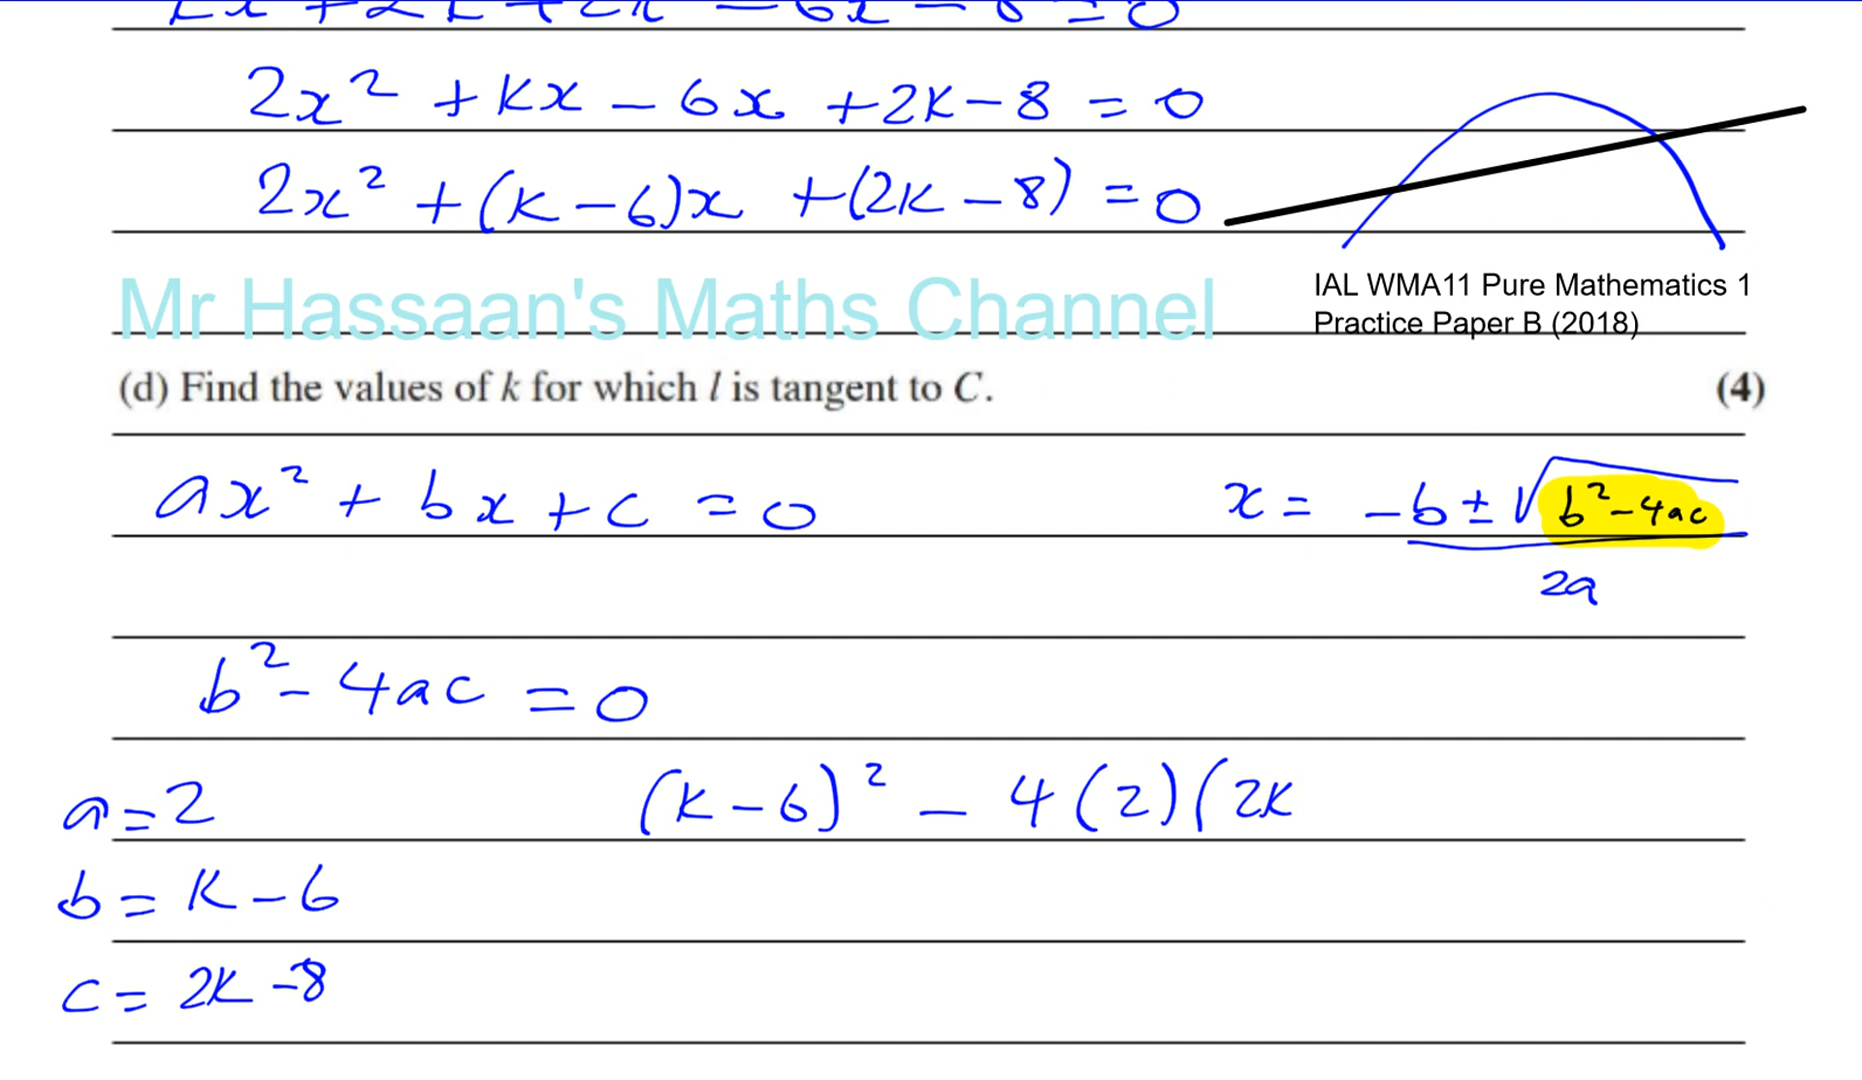 2x² + kx – 6x + 2k – 8 = 0
2x² + (k – 6)x + (2k – 8) = 0
Mr Hassaan's Maths Channel
IAL WMA11 Pure Mathematics 1
Practice Paper B (2018)
(d) Find the values of k for which l is tangent to C. (4)
ax² + bx + c = 0
x = –b ± √b² – 4ac
2a
b² – 4ac = 0
a = 2
(k – 6)² – 4(2)(2k
b = k – 6
c = 2k – 8